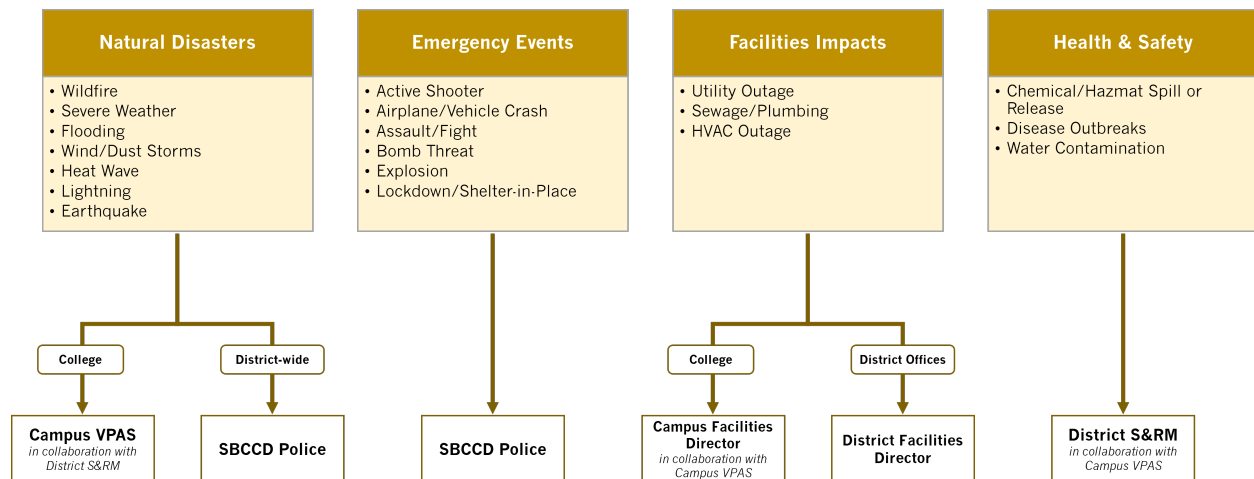 Natural Disasters
• Wildfire
• Severe Weather
• Flooding
• Wind/Dust Storms
• Heat Wave
• Lightning
• Earthquake
Emergency Events
• Active Shooter
• Airplane/Vehicle Crash
• Assault/Fight
• Bomb Threat
• Explosion
• Lockdown/Shelter-in-Place
Facilities Impacts
• Utility Outage
• Sewage/Plumbing
• HVAC Outage
Health & Safety
• Chemical/Hazmat Spill or
Release
• Disease Outbreaks
• Water Contamination
College
District-wide
College
District Offices
Campus VPAS
in collaboration with
District S&RM
SBCCD Police
SBCCD Police
Campus Facilities
Director
in collaboration with
Campus VPAS
District Facilities
Director
District S&RM
in collaboration with
Campus VPAS